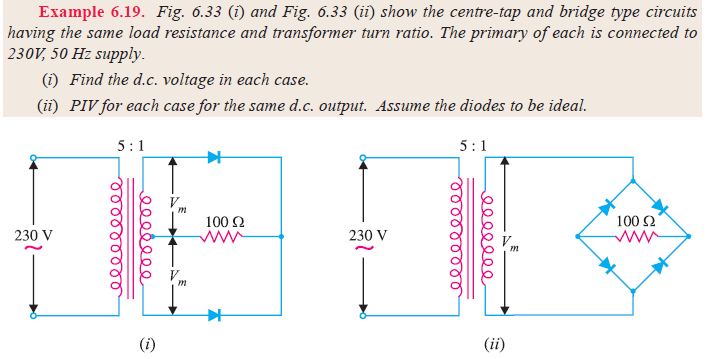 Example 6.19. Fig. 6.33 (i) and Fig. 6.33 (ii) show the centre-tap and bridge type circuits
having the same load resistance and transformer turn ratio. The primary of each is connected to
230V, 50 Hz supply.
(i) Find the d.c. voltage in each case.
(ii) PIV for each case for the same d.c. output. Assume the diodes to be ideal.
5 : 1
230 V
Vm
100 Ω
Vm
(i)
5 : 1
230 V
Vm
100 Ω
(ii)